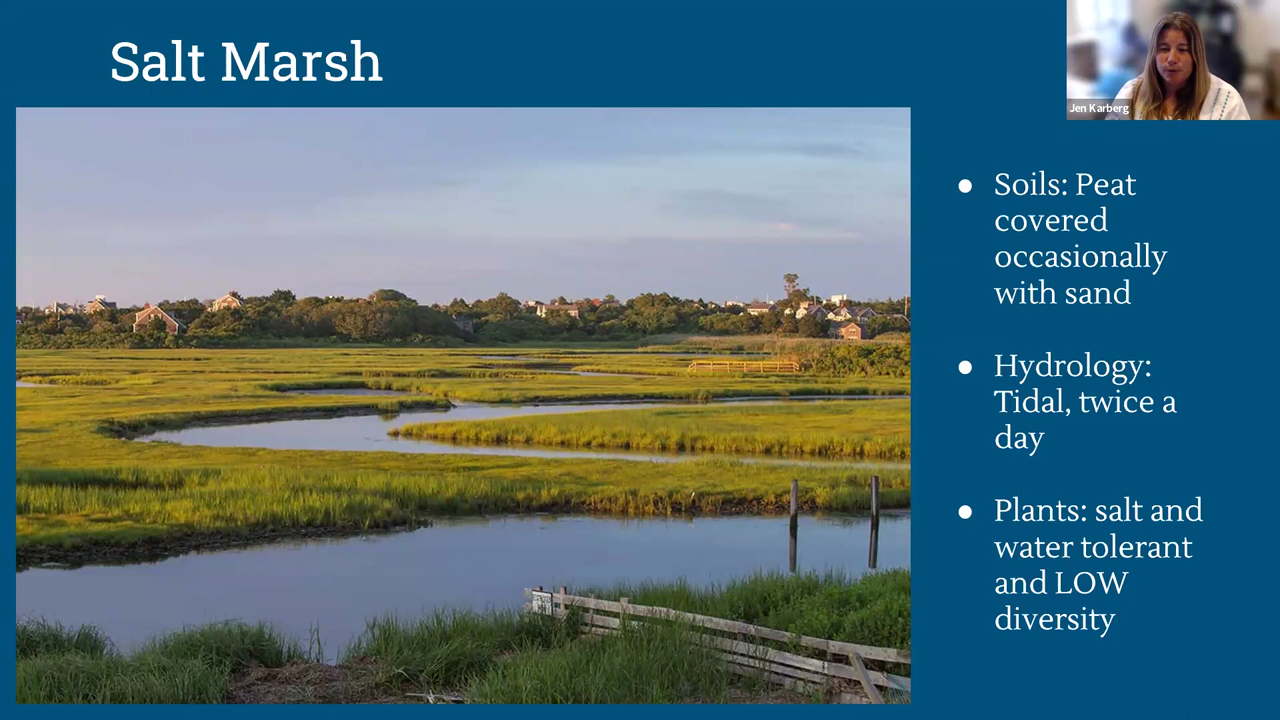 Salt Marsh
Jen Karberg
● Soils: Peat
covered
occasionally
with sand
● Hydrology:
Tidal, twice a
day
● Plants: salt and
water tolerant
and LOW
diversity